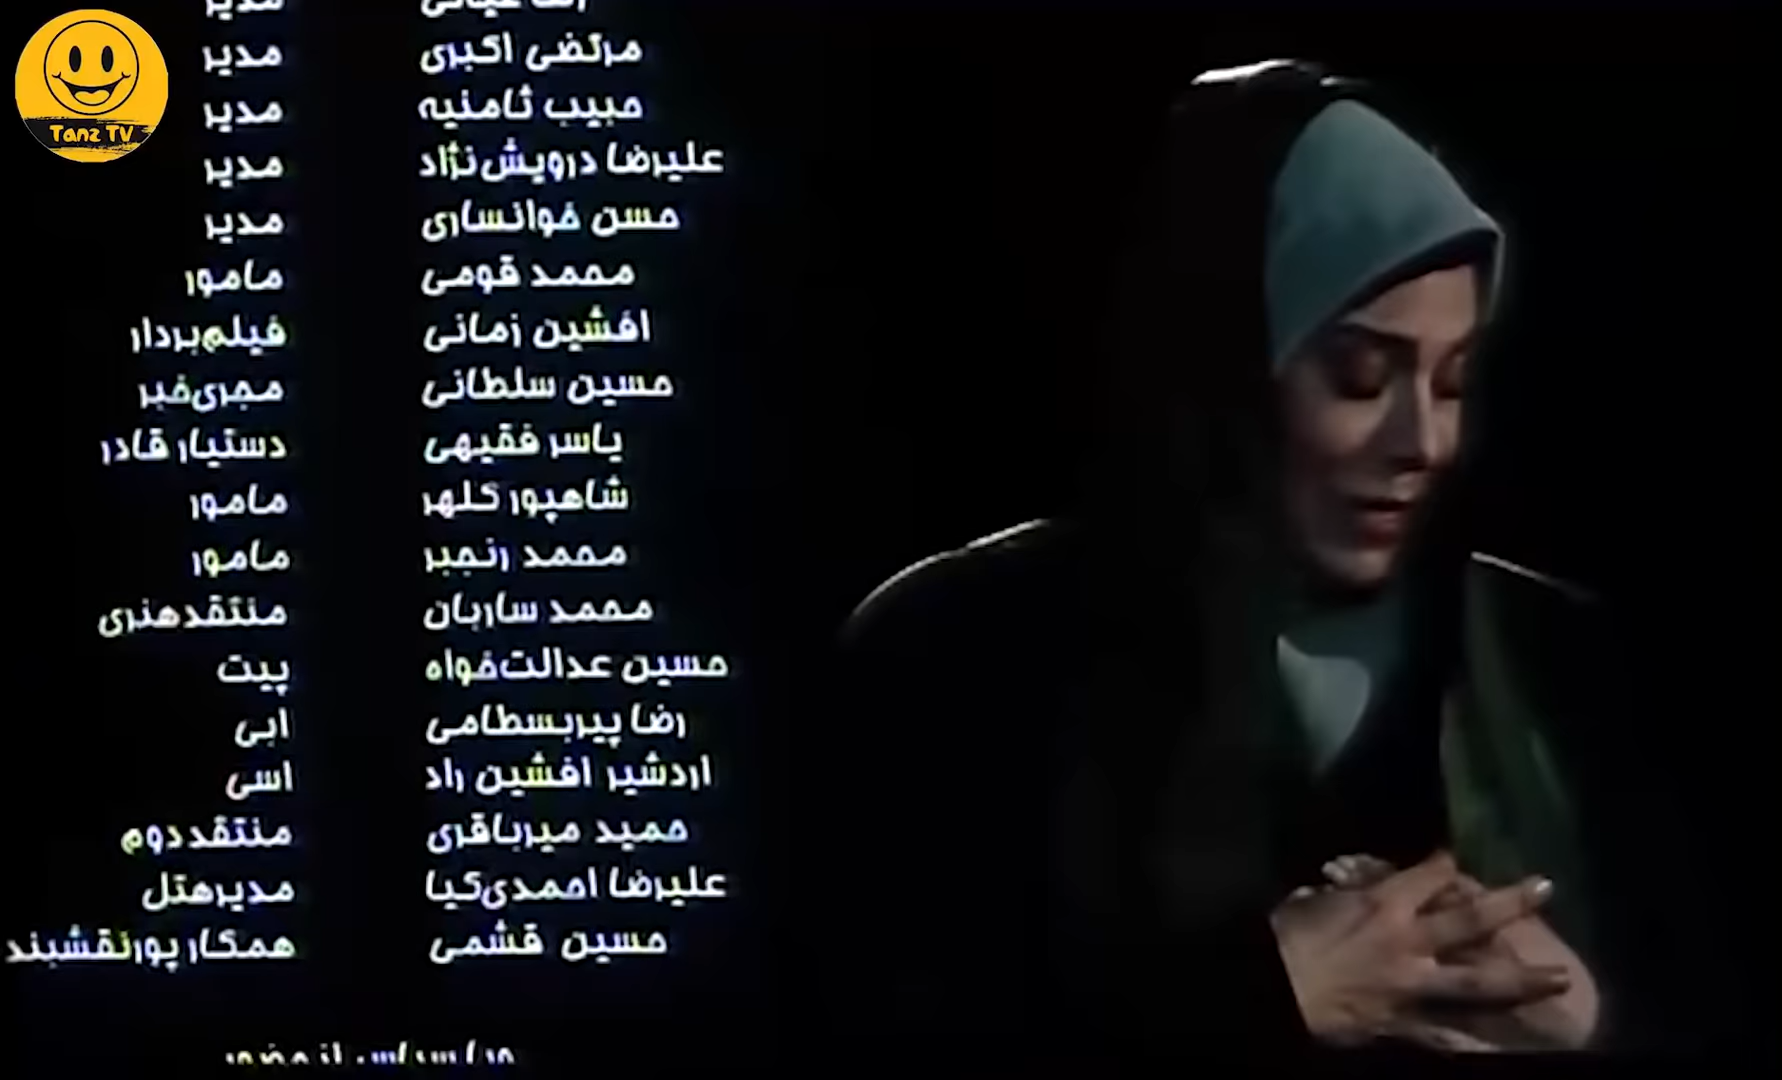 Tanz TV
مرتضی اکبری مدیر
حبیب ثامنیه مدیر
علیرضا درویش‌نژاد مدیر
حسن خوانساری مدیر
محمد قومی مامور
افشین زمانی فیلم‌بردار
حسین سلطانی مجری‌خبر
یاسر فقیهی دستیار قادر
شاهپور کلهر مامور
محمد رنجبر مامور
محمد ساربان منتقدهنری
حسین عدالت‌خواه پیت
رضا پیربسطامی ابی
اردشیر افشین راد اسی
حمید میرباقری منتقددوم
علیرضا احمدی‌کیا مدیرهتل
حسین قشمی همکار پورنقشبند